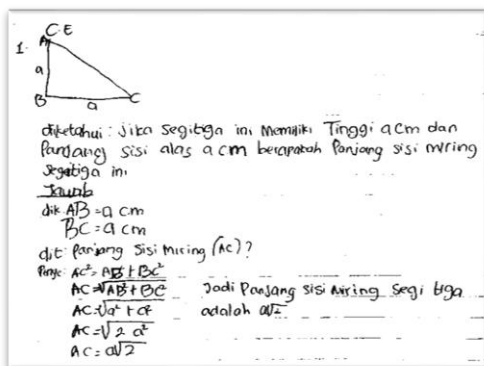 C.E
1.
A
a
B a C
diketahui : Jika segitiga ini memiliki Tinggi a cm dan
Panjang sisi alas a cm berapakah Panjang sisi miring
segitiga ini
Jawab
dik AB = a cm
BC = a cm
dit : Panjang Sisi Miring (AC) ?
AC² = AB² + BC²
AC = √AB² + BC² Jadi Panjang sisi Miring segi tiga
AC = √a² + a² adalah a√2
AC = √2 a²
AC = a√2